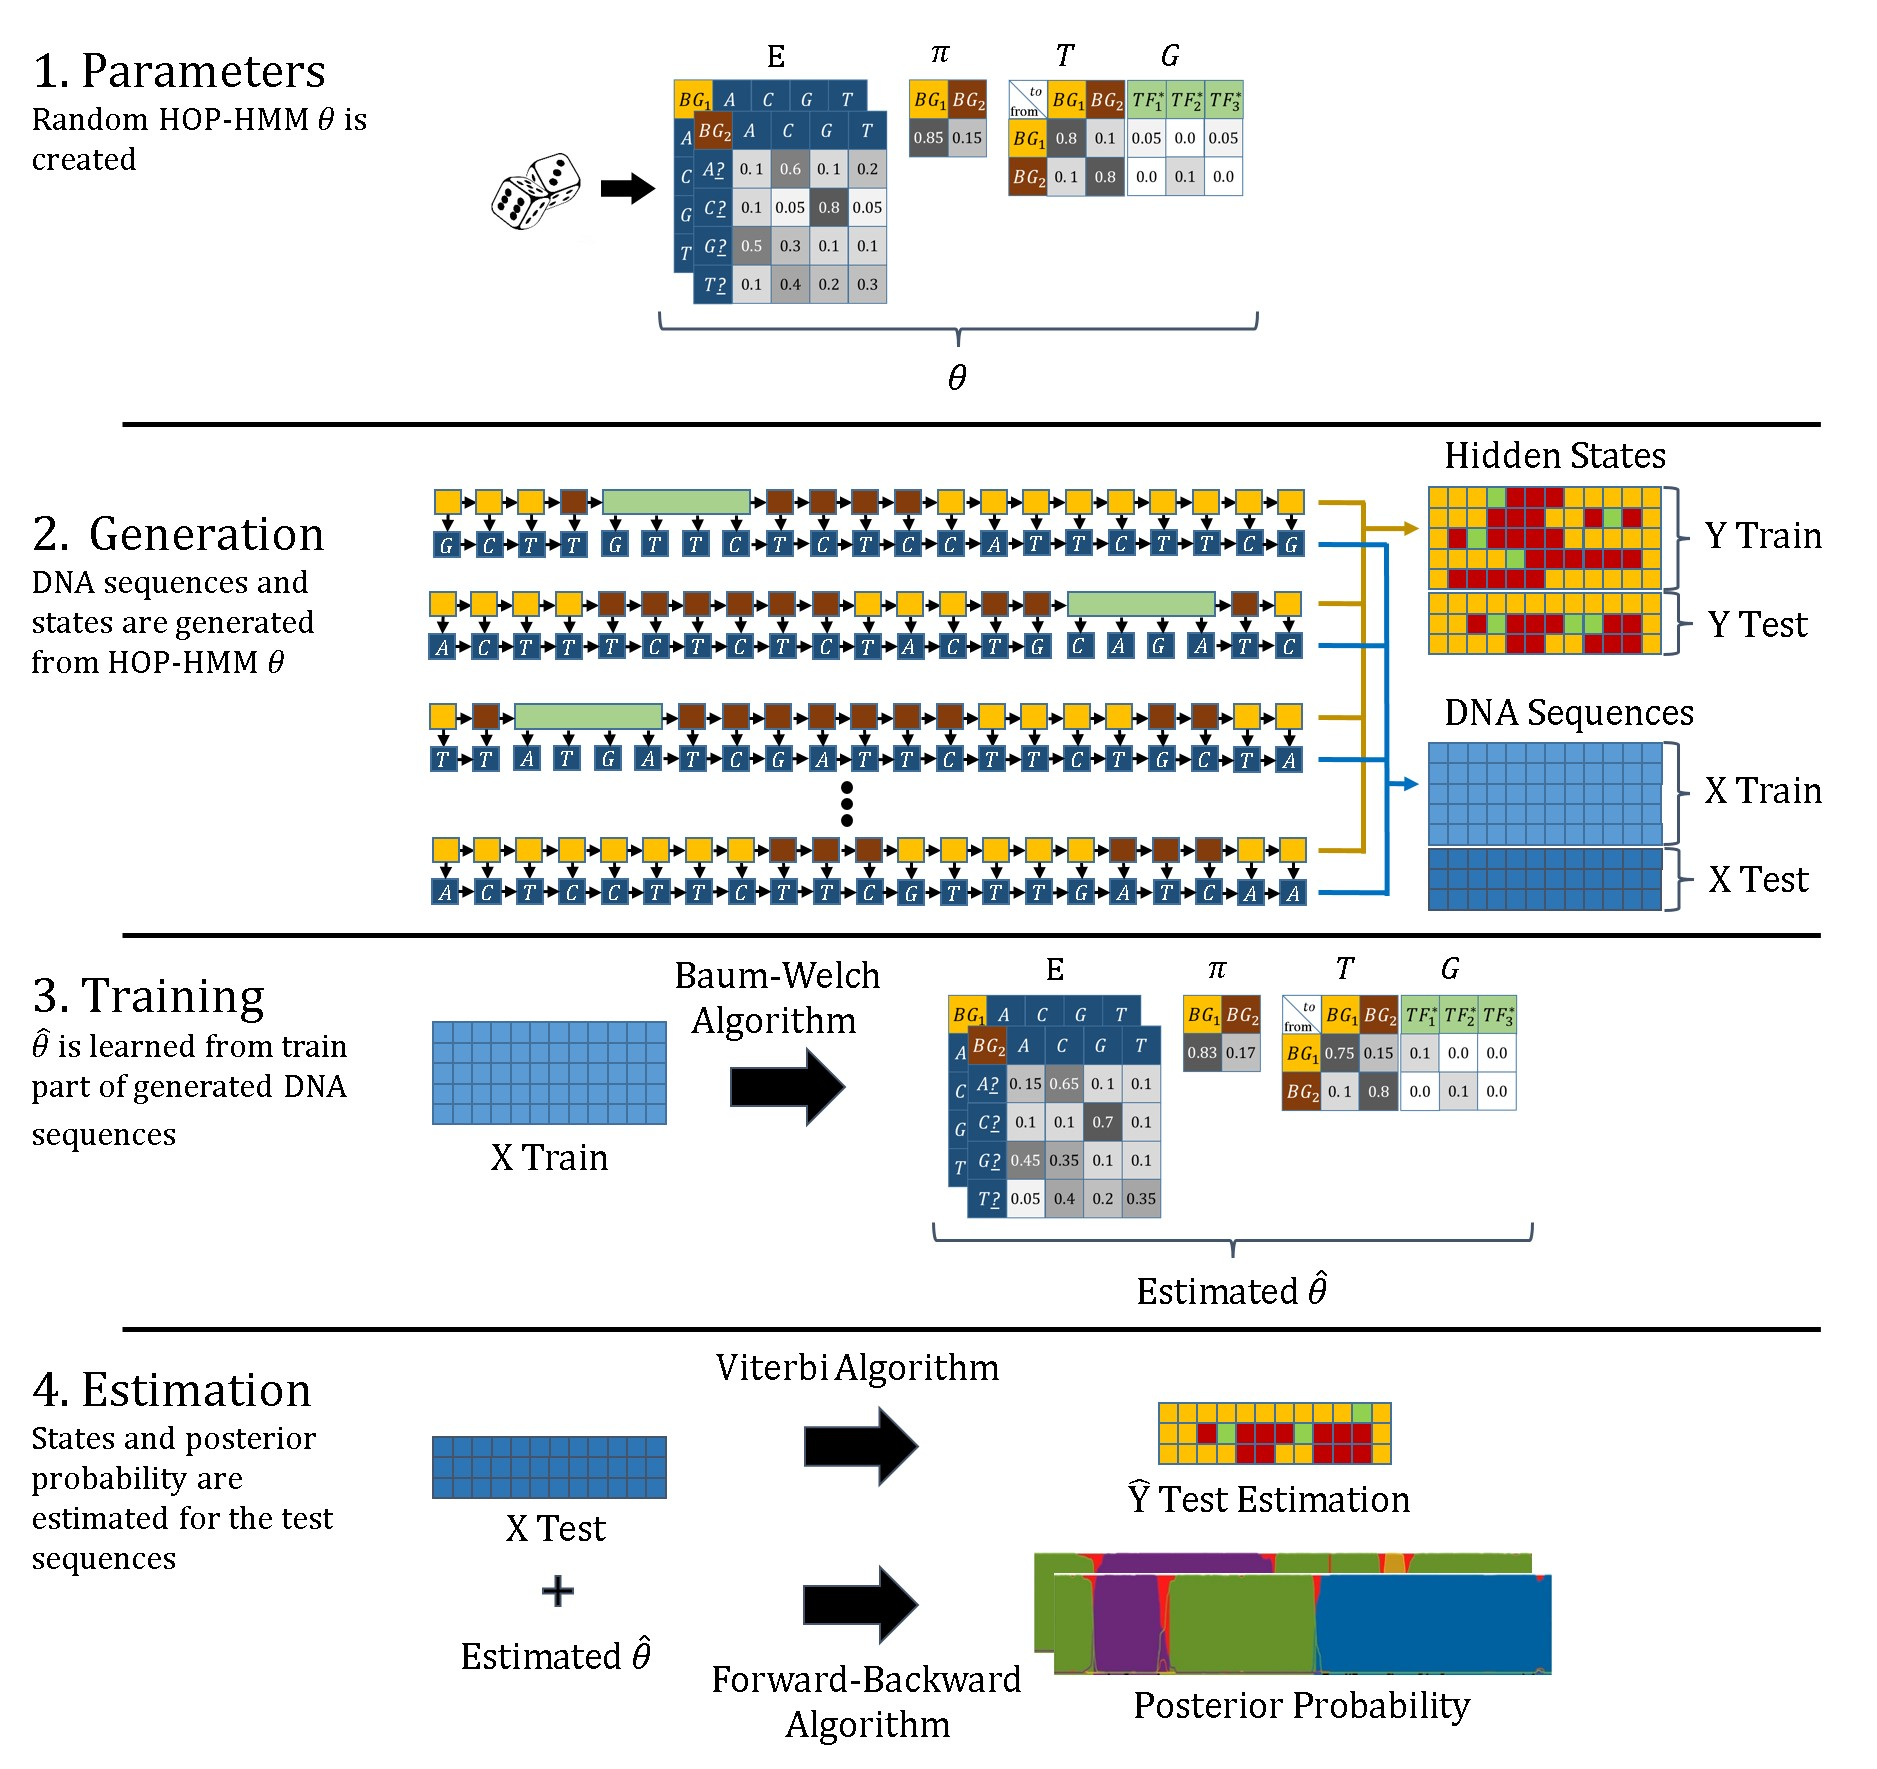 1. Parameters
Random HOP-HMM θ is
created
E π T G
BG₁ A C G T
A
C
G
T
BG₂ A C G T
A? 0.1 0.6 0.1 0.2
C? 0.1 0.05 0.8 0.05
G? 0.5 0.3 0.1 0.1
T? 0.1 0.4 0.2 0.3
BG₁ BG₂
0.85 0.15
to
from
BG₁ BG₂ TF₁* TF₂* TF₃*
BG₁ 0.8 0.1 0.05 0.0 0.05
BG₂ 0.1 0.8 0.0 0.1 0.0
θ
2. Generation
DNA sequences and
states are generated
from HOP-HMM θ
G C T T G T T C T C T C C A T T C T T C G
A C T T T C T C T C T A C T G C A G A T C
T T A T G A T C G A T T C T T C T G C T A
A C T C C T T C T T C G T T T G A T C A A
Hidden States
Y Train
Y Test
DNA Sequences
X Train
X Test
3. Training
θ̂ is learned from train
part of generated DNA
sequences
X Train
Baum-Welch
Algorithm
E π T G
BG₁ A C G T
A
C
G
T
BG₂ A C G T
A? 0.15 0.65 0.1 0.1
C? 0.1 0.1 0.7 0.1
G? 0.45 0.35 0.1 0.1
T? 0.05 0.4 0.2 0.35
BG₁ BG₂
0.83 0.17
to
from
BG₁ BG₂ TF₁* TF₂* TF₃*
BG₁ 0.75 0.15 0.1 0.0 0.0
BG₂ 0.1 0.8 0.0 0.1 0.0
Estimated θ̂
4. Estimation
States and posterior
probability are
estimated for the test
sequences
X Test
+
Estimated θ̂
Viterbi Algorithm
Ŷ Test Estimation
Forward-Backward
Algorithm
Posterior Probability